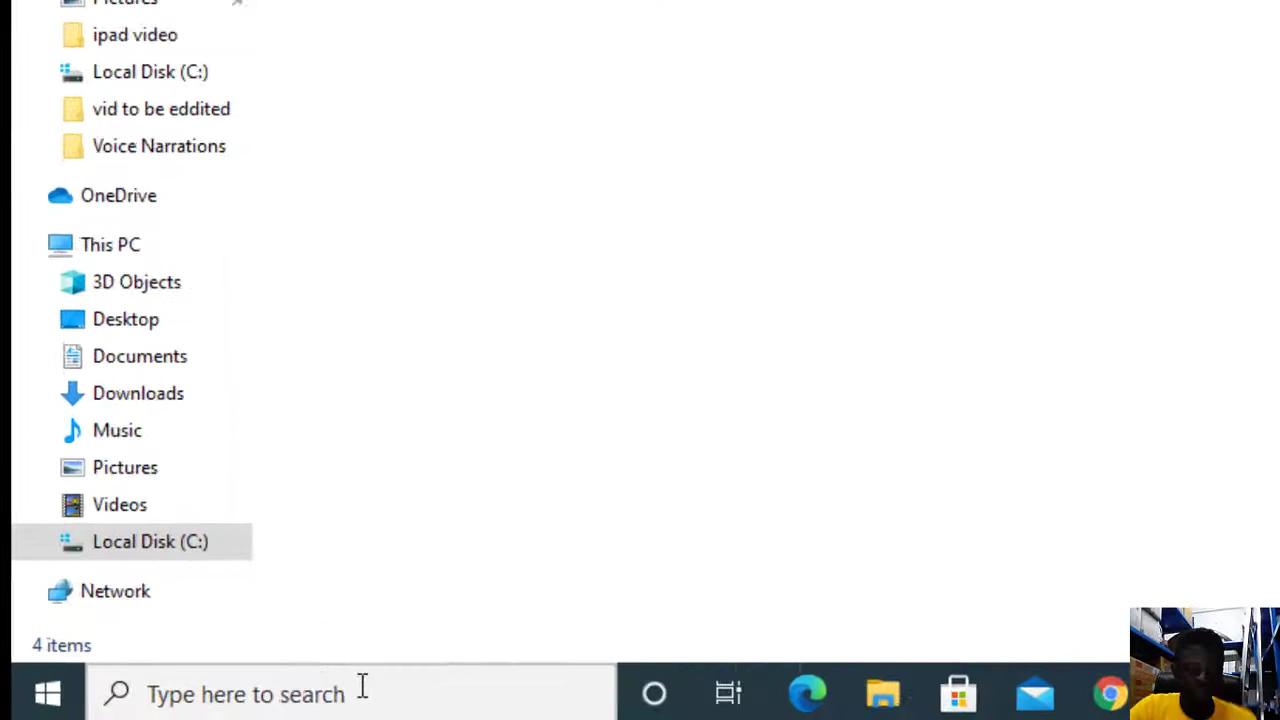 Pictures
ipad video
Local Disk (C:)
vid to be eddited
Voice Narrations
OneDrive
This PC
3D Objects
Desktop
Documents
Downloads
Music
Pictures
Videos
Local Disk (C:)
Network
4 items
Type here to search